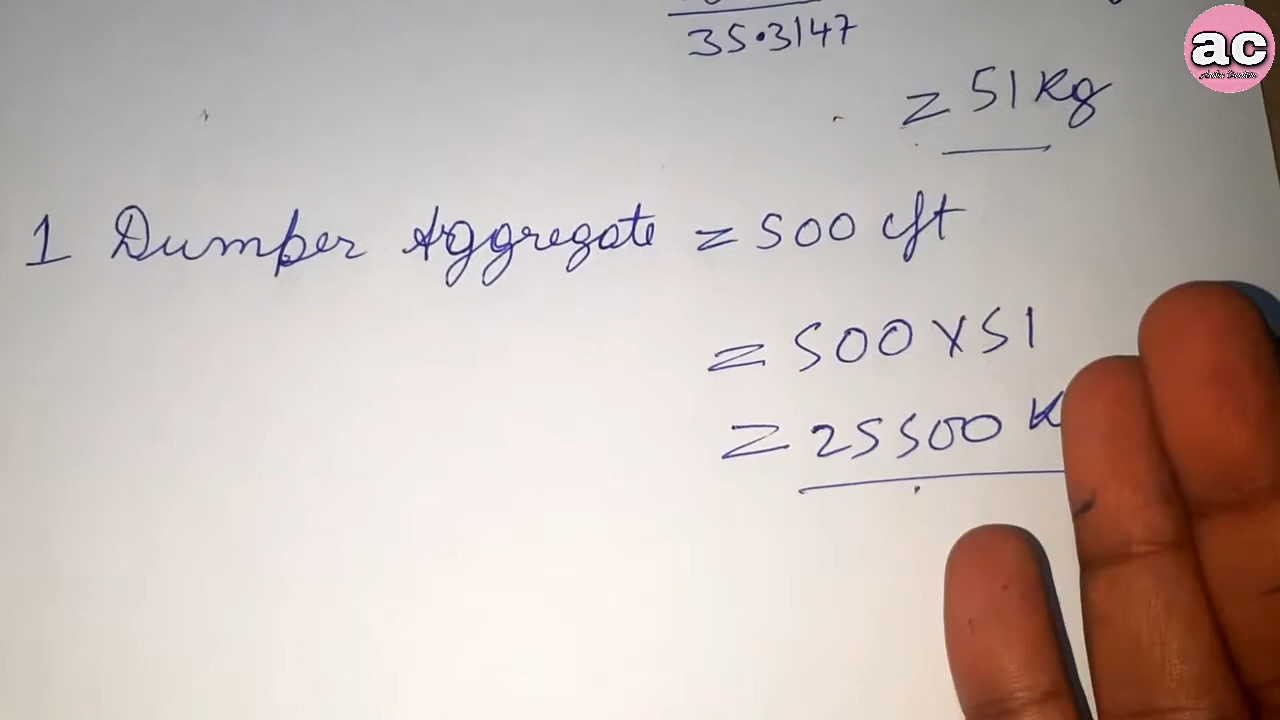 35.3147
= 51 Kg
1 Dumper Aggregate = 500 cft
= 500 X 51
= 25500 K
ac